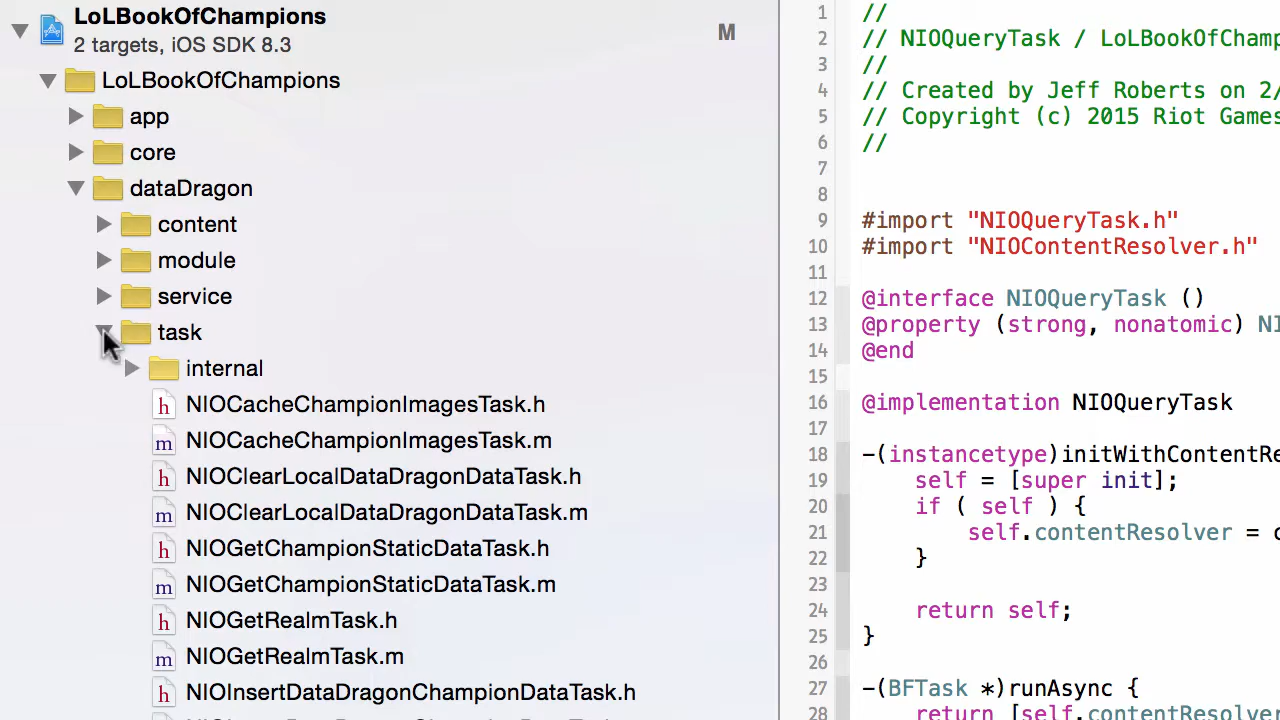 LoLBookOfChampions
2 targets, iOS SDK 8.3
M
LoLBookOfChampions
app
core
dataDragon
content
module
service
task
internal
h NIOCacheChampionImagesTask.h
m NIOCacheChampionImagesTask.m
h NIOClearLocalDataDragonDataTask.h
m NIOClearLocalDataDragonDataTask.m
h NIOGetChampionStaticDataTask.h
m NIOGetChampionStaticDataTask.m
h NIOGetRealmTask.h
m NIOGetRealmTask.m
h NIOInsertDataDragonChampionDataTask.h
1 //
2 // NIOQueryTask / LoLBookOfChamp
3 //
4 // Created by Jeff Roberts on 2/
5 // Copyright (c) 2015 Riot Games
6 //
7
8
9 #import "NIOQueryTask.h"
10 #import "NIOContentResolver.h"
11
12 @interface NIOQueryTask ()
13 @property (strong, nonatomic) NI
14 @end
15
16 @implementation NIOQueryTask
17
18 -(instancetype)initWithContentRe
19 self = [super init];
20 if ( self ) {
21 self.contentResolver = c
22 }
23
24 return self;
25 }
26
27 -(BFTask *)runAsync {
28 return [self.contentResolver